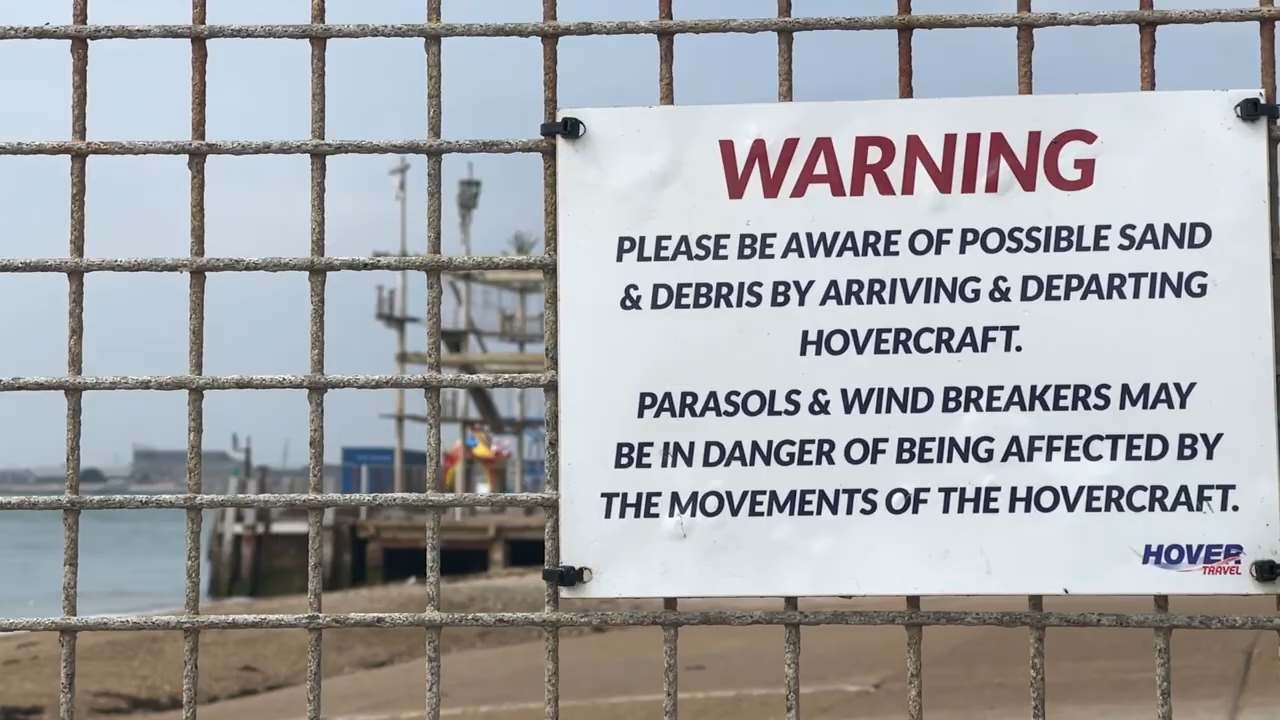 WARNING
PLEASE BE AWARE OF POSSIBLE SAND
& DEBRIS BY ARRIVING & DEPARTING
HOVERCRAFT.
PARASOLS & WIND BREAKERS MAY
BE IN DANGER OF BEING AFFECTED BY
THE MOVEMENTS OF THE HOVERCRAFT.
HOVER
TRAVEL